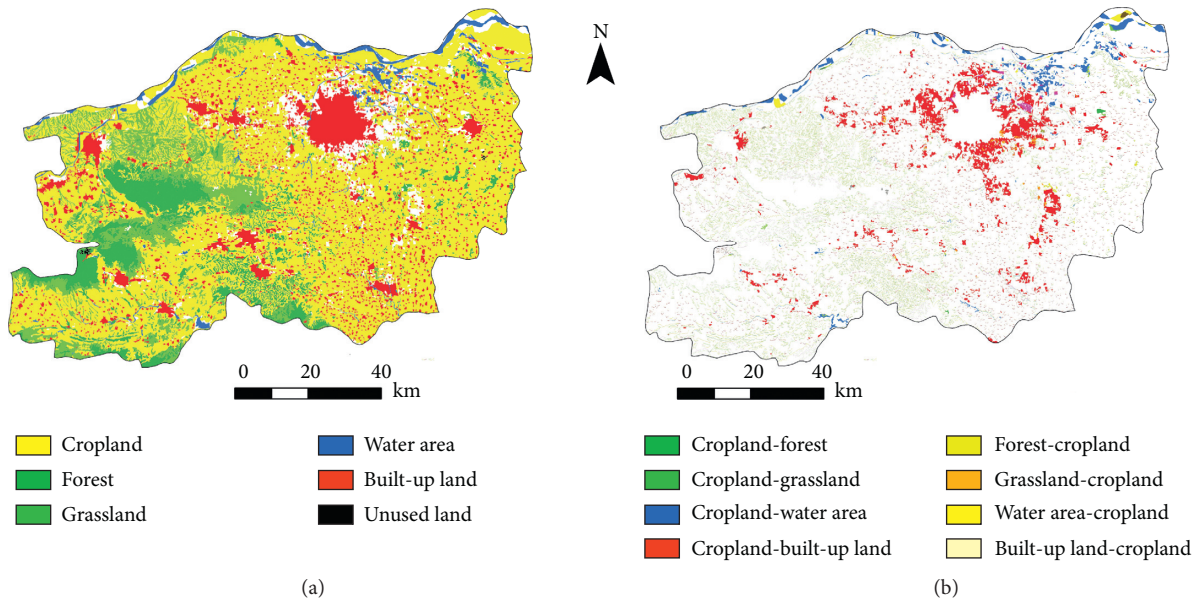 N
0 20 40
km
0 20 40
km
Cropland
Water area
Forest
Built-up land
Grassland
Unused land
Cropland-forest
Forest-cropland
Cropland-grassland
Grassland-cropland
Cropland-water area
Water area-cropland
Cropland-built-up land
Built-up land-cropland
(a)
(b)